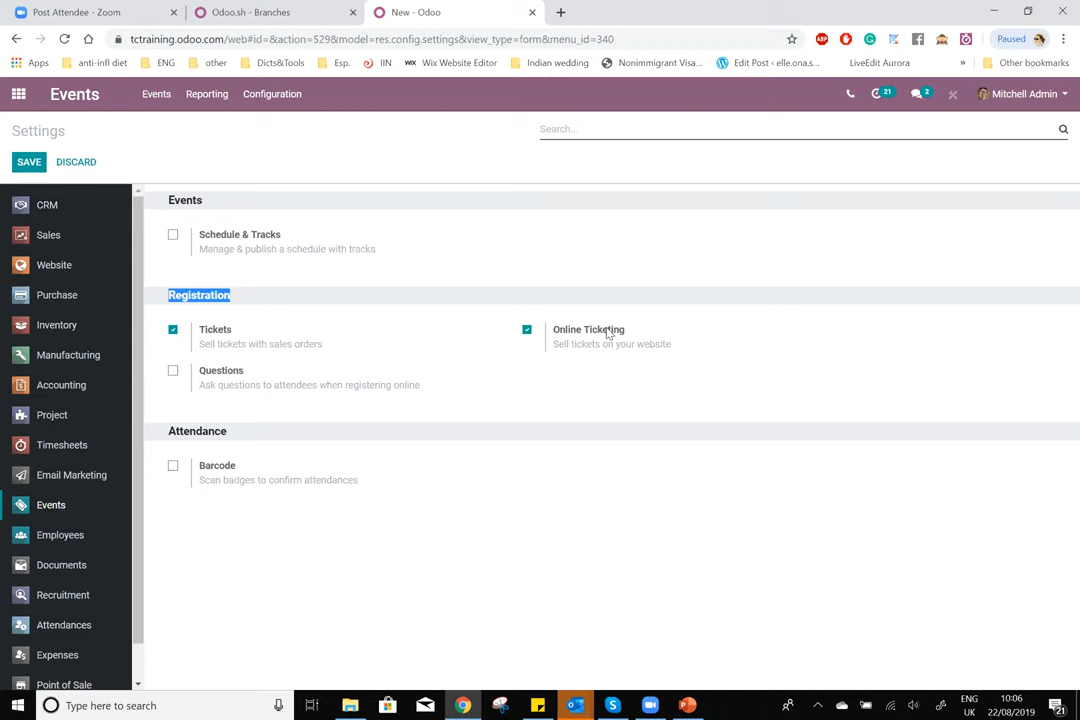 Post Attendee - Zoom
Odoo.sh - Branches
New - Odoo
tctraining.odoo.com/web#id=&action=529&model=res.config.settings&view_type=form&menu_id=340
Paused
Apps
anti-infl diet
ENG
other
Dicts&Tools
Esp.
IIN
Wix Website Editor
Indian wedding
Nonimmigrant Visa...
Edit Post ‹ elle.ona.s...
LiveEdit Aurora
»
Other bookmarks
Events
Events
Reporting
Configuration
21
2
Mitchell Admin
Settings
Search...
SAVE
DISCARD
CRM
Sales
Website
Purchase
Inventory
Manufacturing
Accounting
Project
Timesheets
Email Marketing
Events
Employees
Documents
Recruitment
Attendances
Expenses
Point of Sale
Events
Schedule & Tracks
Manage & publish a schedule with tracks
Registration
Tickets
Sell tickets with sales orders
Online Ticketing
Sell tickets on your website
Questions
Ask questions to attendees when registering online
Attendance
Barcode
Scan badges to confirm attendances
Type here to search
ENG
UK
10:06
22/08/2019
21